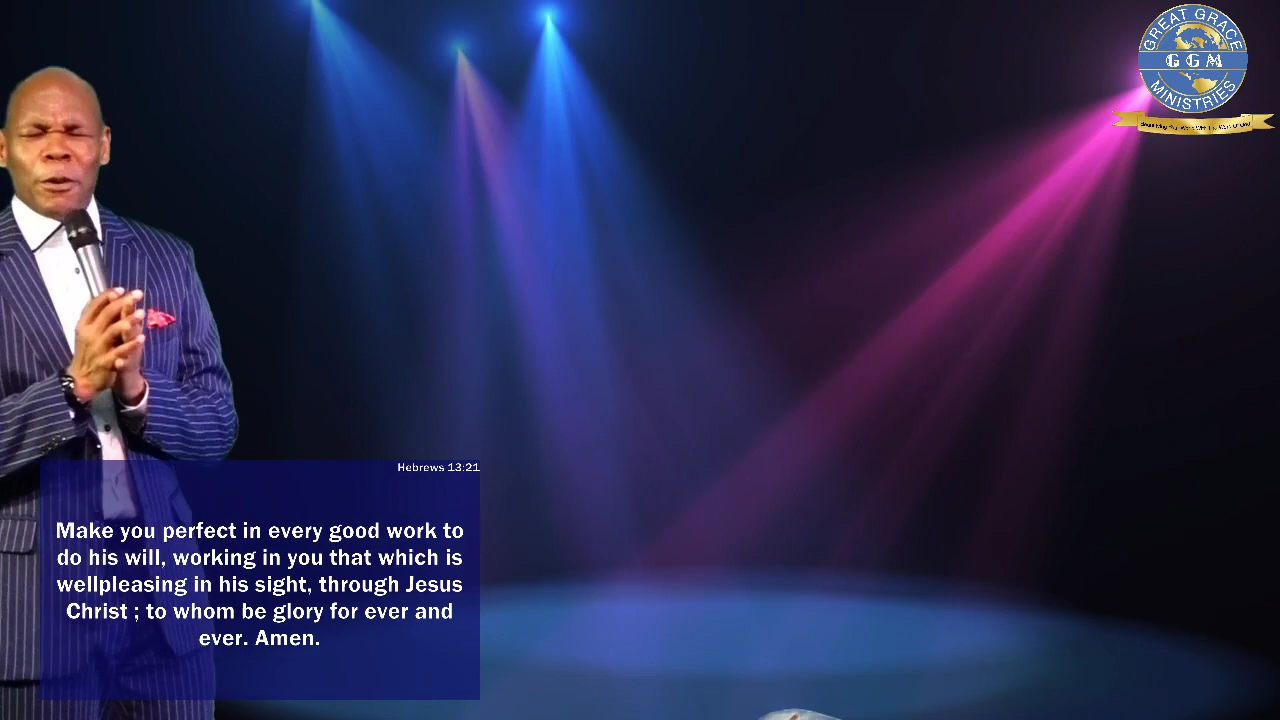 GREAT GRACE
GGM
MINISTRIES
Hebrews 13:21
Make you perfect in every good work to
do his will, working in you that which is
wellpleasing in his sight, through Jesus
Christ ; to whom be glory for ever and
ever. Amen.